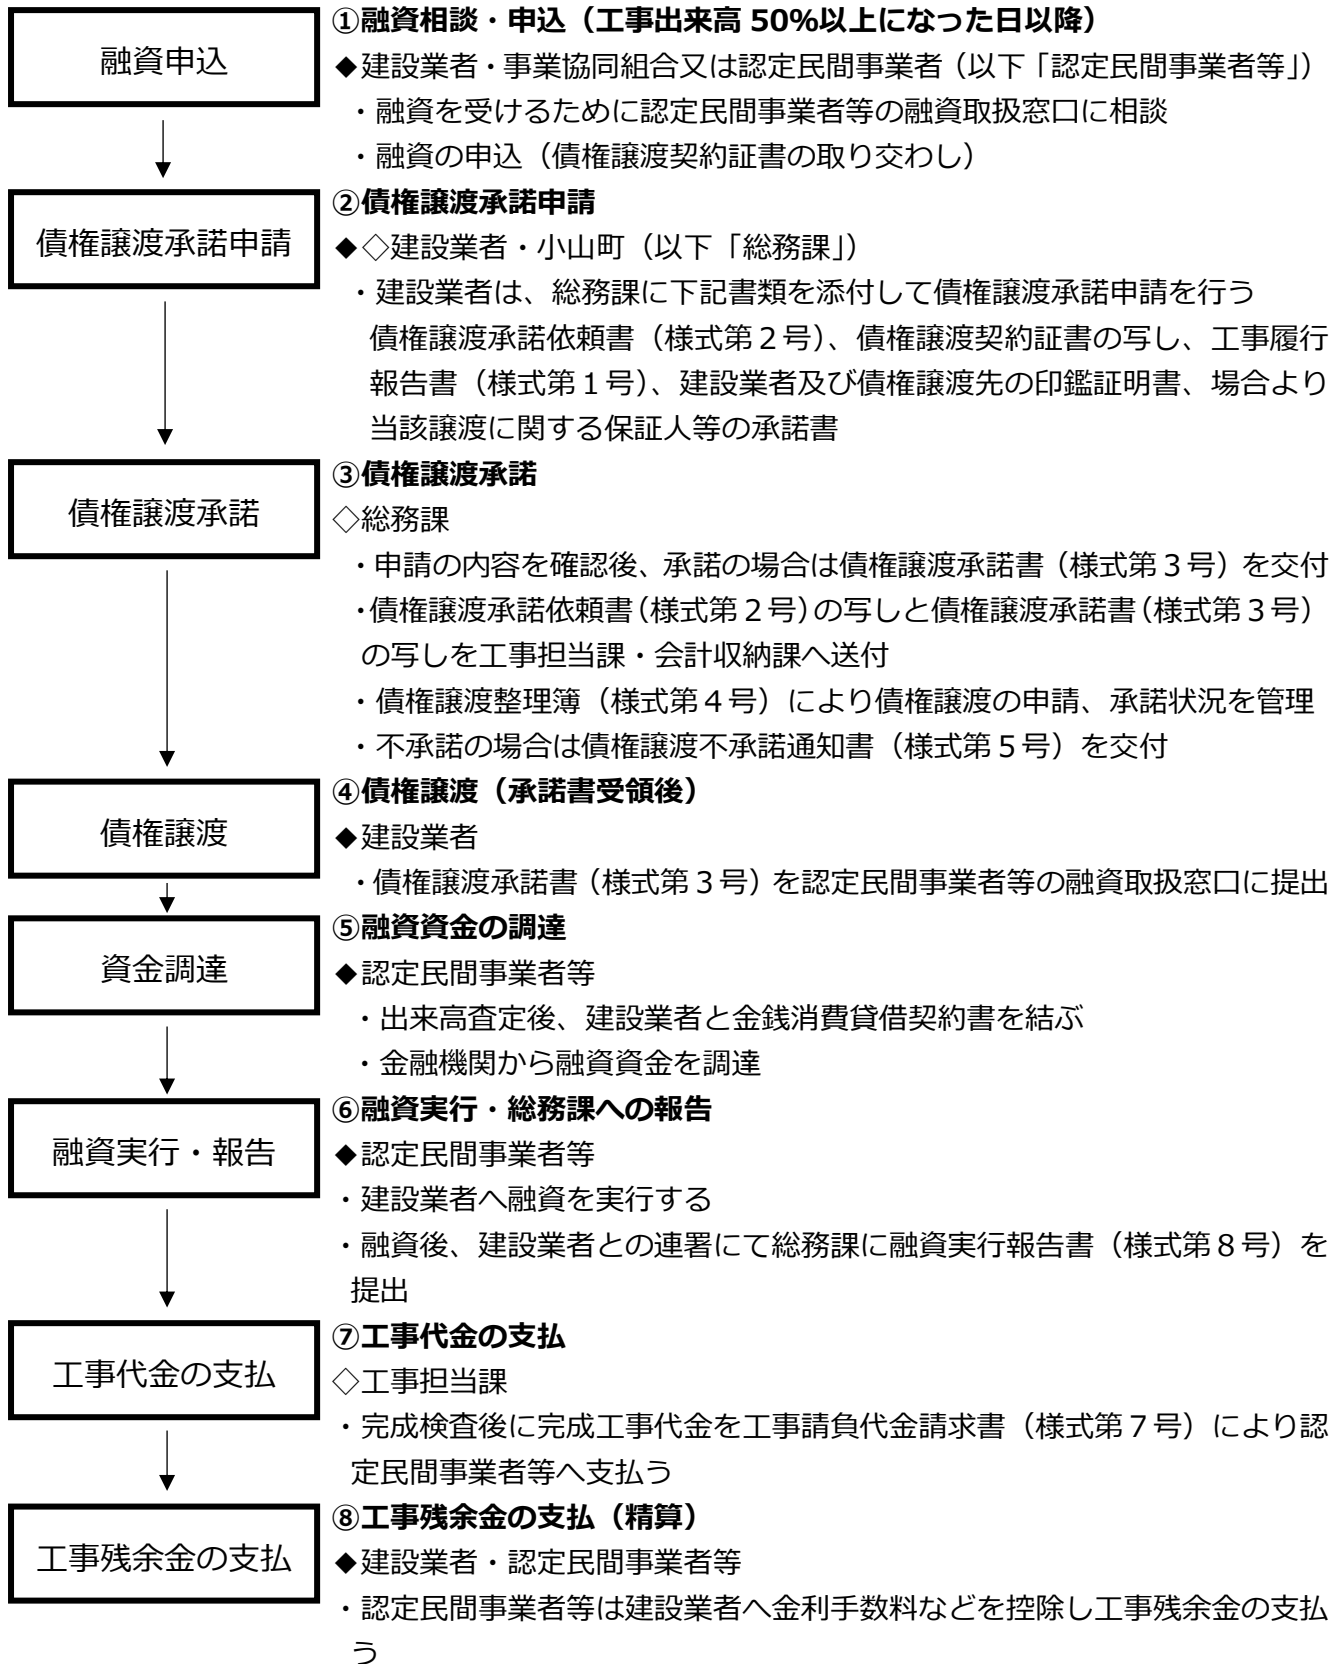 融資申込
①融資相談・申込（工事出来高 50%以上になった日以降）
◆建設業者・事業協同組合又は認定民間事業者（以下「認定民間事業者等」）
・融資を受けるために認定民間事業者等の融資取扱窓口に相談
・融資の申込（債権譲渡契約証書の取り交わし）
債権譲渡承諾申請
②債権譲渡承諾申請
◆◇建設業者・小山町（以下「総務課」）
・建設業者は、総務課に下記書類を添付して債権譲渡承諾申請を行う
債権譲渡承諾依頼書（様式第２号）、債権譲渡契約証書の写し、工事履行
報告書（様式第１号）、建設業者及び債権譲渡先の印鑑証明書、場合より
当該譲渡に関する保証人等の承諾書
債権譲渡承諾
③債権譲渡承諾
◇総務課
・申請の内容を確認後、承諾の場合は債権譲渡承諾書（様式第３号）を交付
・債権譲渡承諾依頼書（様式第２号）の写しと債権譲渡承諾書（様式第３号）
の写しを工事担当課・会計収納課へ送付
・債権譲渡整理簿（様式第４号）により債権譲渡の申請、承諾状況を管理
・不承諾の場合は債権譲渡不承諾通知書（様式第５号）を交付
債権譲渡
④債権譲渡（承諾書受領後）
◆建設業者
・債権譲渡承諾書（様式第３号）を認定民間事業者等の融資取扱窓口に提出
資金調達
⑤融資資金の調達
◆認定民間事業者等
・出来高査定後、建設業者と金銭消費貸借契約書を結ぶ
・金融機関から融資資金を調達
融資実行・報告
⑥融資実行・総務課への報告
◆認定民間事業者等
・建設業者へ融資を実行する
・融資後、建設業者との連署にて総務課に融資実行報告書（様式第８号）を
提出
工事代金の支払
⑦工事代金の支払
◇工事担当課
・完成検査後に完成工事代金を工事請負代金請求書（様式第７号）により認
定民間事業者等へ支払う
工事残余金の支払
⑧工事残余金の支払（精算）
◆建設業者・認定民間事業者等
・認定民間事業者等は建設業者へ金利手数料などを控除し工事残余金の支払
う